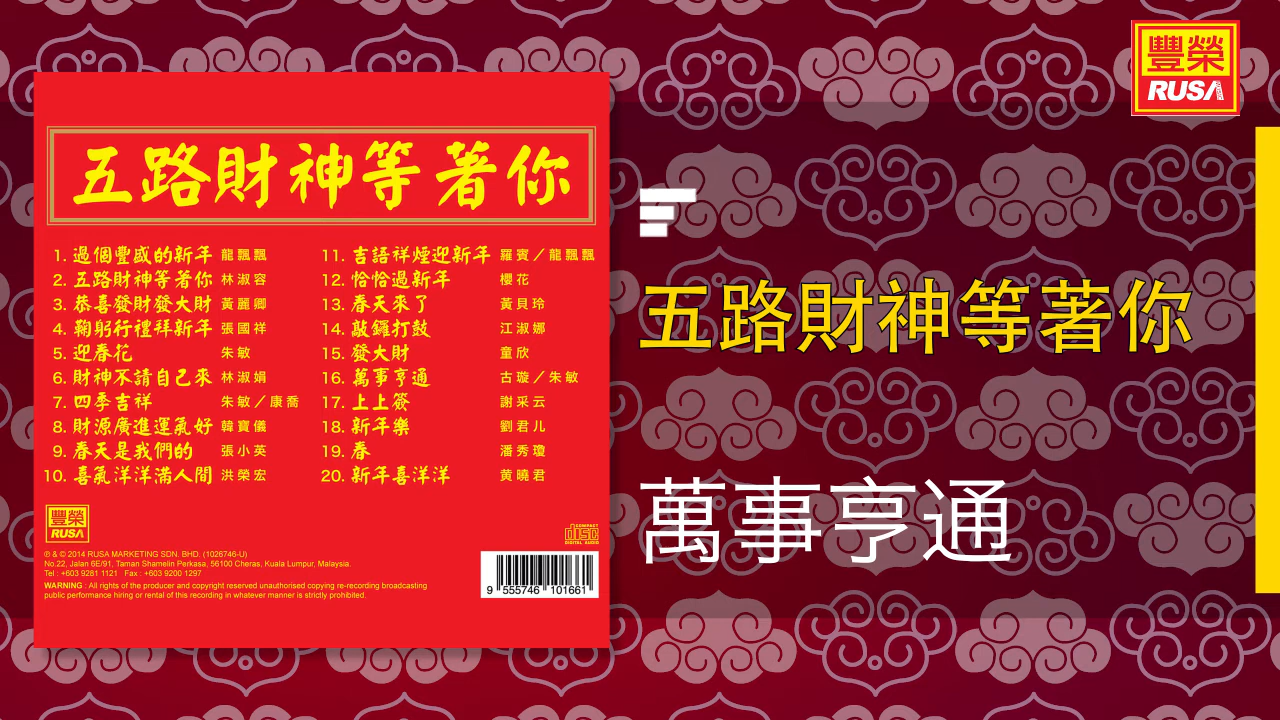 豐榮
RUSA
五路財神等著你
1. 過個豐盛的新年 龍飄飄
2. 五路財神等著你 林淑容
3. 恭喜發財發大財 黃麗卿
4. 鞠躬行禮拜新年 張國祥
5. 迎春花 朱敏
6. 財神不請自己來 林淑娟
7. 四季吉祥 朱敏／康喬
8. 財源廣進運氣好 韓寶儀
9. 春天是我們的 張小英
10. 喜氣洋洋滿人間 洪榮宏
11. 吉語祥煙迎新年 羅賓／龍飄飄
12. 恰恰過新年 櫻花
13. 春天來了 黃貝玲
14. 敲鑼打鼓 江淑娜
15. 發大財 童欣
16. 萬事亨通 古璇／朱敏
17. 上上簽 謝采云
18. 新年樂 劉君儿
19. 春 潘秀瓊
20. 新年喜洋洋 黄曉君
豐榮
RUSA
COMPACT
disc
DIGITAL AUDIO
℗ & © 2014 RUSA MARKETING SDN. BHD. (1026746-U)
No.22, Jalan 6E/91, Taman Shamelin Perkasa, 56100 Cheras, Kuala Lumpur, Malaysia.
Tel : +603 9281 1121 Fax : +603 9200 1297
WARNING : All rights of the producer and copyright reserved unauthorised copying re-recording broadcasting
public performance hiring or rental of this recording in whatever manner is strictly prohibited.
9 555746 101661
五路財神等著你
萬事亨通